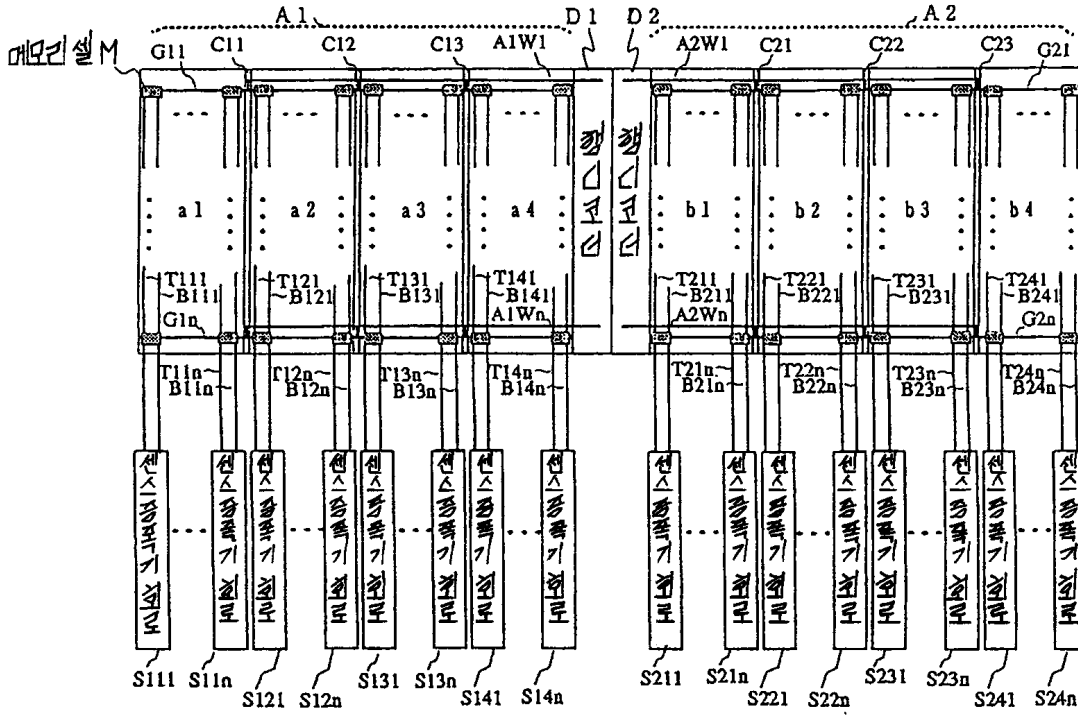 A1 D1 D2 A2
메모리 셀 M G11 C11 C12 C13 A1W1 A2W1 C21 C22 C23 G21
행디코더 행디코더
a1 a2 a3 a4 b1 b2 b3 b4
T111 T121 T131 T141 T211 T221 T231 T241
B111 B121 B131 B141 B211 B221 B231 B241
G1n A1Wn A2Wn G2n
T11n T12n T13n T14n T21n T22n T23n T24n
B11n B12n B13n B14n B21n B22n B23n B24n
센스증폭기 회로 센스증폭기 회로 센스증폭기 회로 센스증폭기 회로 센스증폭기 회로 센스증폭기 회로 센스증폭기 회로 센스증폭기 회로 센스증폭기 회로 센스증폭기 회로 센스증폭기 회로 센스증폭기 회로 센스증폭기 회로 센스증폭기 회로 센스증폭기 회로 센스증폭기 회로
S111 S11n S121 S12n S131 S13n S141 S14n S211 S21n S221 S22n S231 S23n S241 S24n